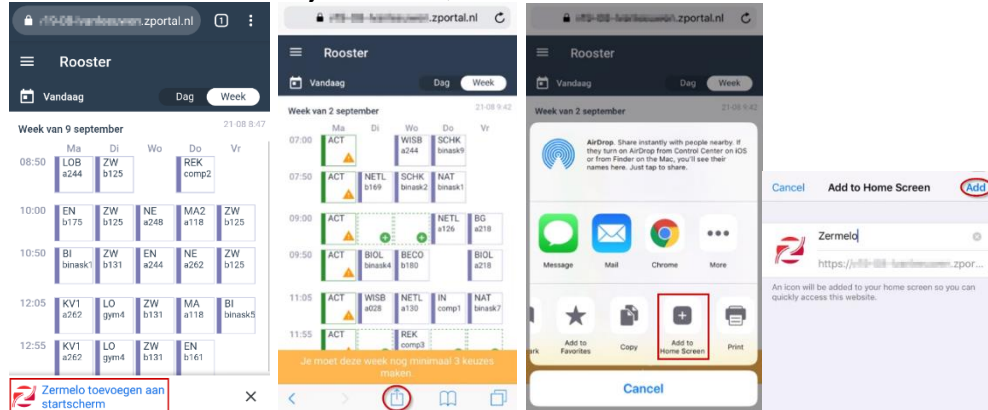 .zportal.nl 1
Rooster
Vandaag Dag Week
Week van 9 september 21-08 8:47
Ma Di Wo Do Vr
08:50 LOB ZW REK
a244 b125 comp2
10:00 EN ZW NE MA2 ZW
b175 b125 a248 a118 b125
10:50 BI ZW EN NE ZW
binask1 b131 a244 a262 b125
12:05 KV1 LO ZW MA BI
a262 gym4 b131 a118 binask5
12:55 KV1 LO ZW EN
a262 gym4 b131 b161
Zermelo toevoegen aan
startscherm
.zportal.nl
Rooster
Vandaag Dag Week
Week van 2 september 21-08 9:42
Ma Di Wo Do Vr
07:00 ACT WISB SCHK
a244 binask9
07:50 ACT NETL SCHK NAT
b169 binask2 binask1
09:00 ACT NETL BG
a126 a218
09:50 ACT BIOL BECO BIOL
binask4 b180 a218
11:05 ACT WISB NETL IN NAT
a028 a130 comp1 binask7
11:55 ACT REK
comp3
Je moet deze week nog minimaal 3 keuzes
maken
.zportal.nl
Rooster
Vandaag Dag Week
Week van 2 september 21-08 9:42
AirDrop. Share instantly with people nearby. If
they turn on AirDrop from Control Center on iOS
or from Finder on the Mac, you'll see their
names here. Just tap to share.
Message Mail Chrome More
ark Add to Favorites Copy Add to Home Screen Print
Cancel
Cancel Add to Home Screen Add
Zermelo
https:// .zpor...
An icon will be added to your home screen so you can
quickly access this website.